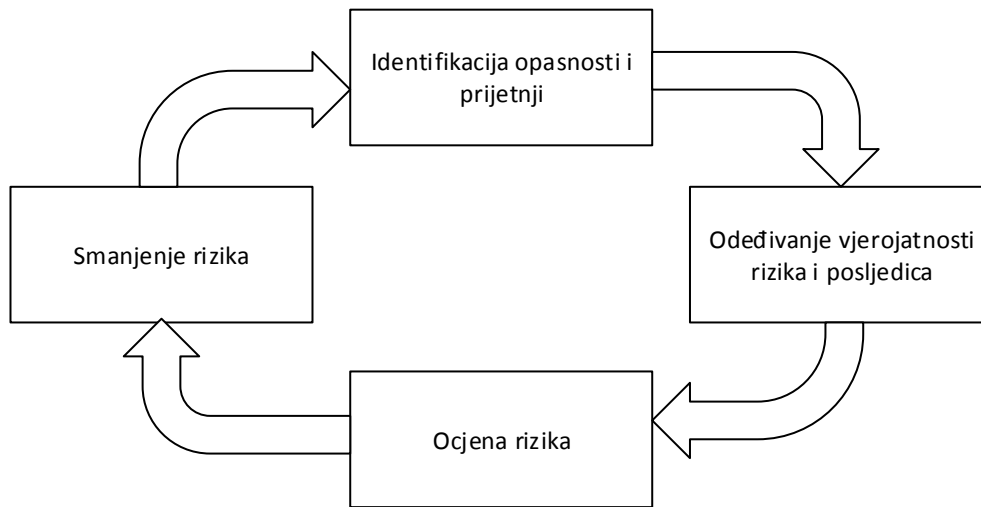 Identifikacija opasnosti i
prijetnji
Smanjenje rizika
Odeđivanje vjerojatnosti
rizika i posljedica
Ocjena rizika